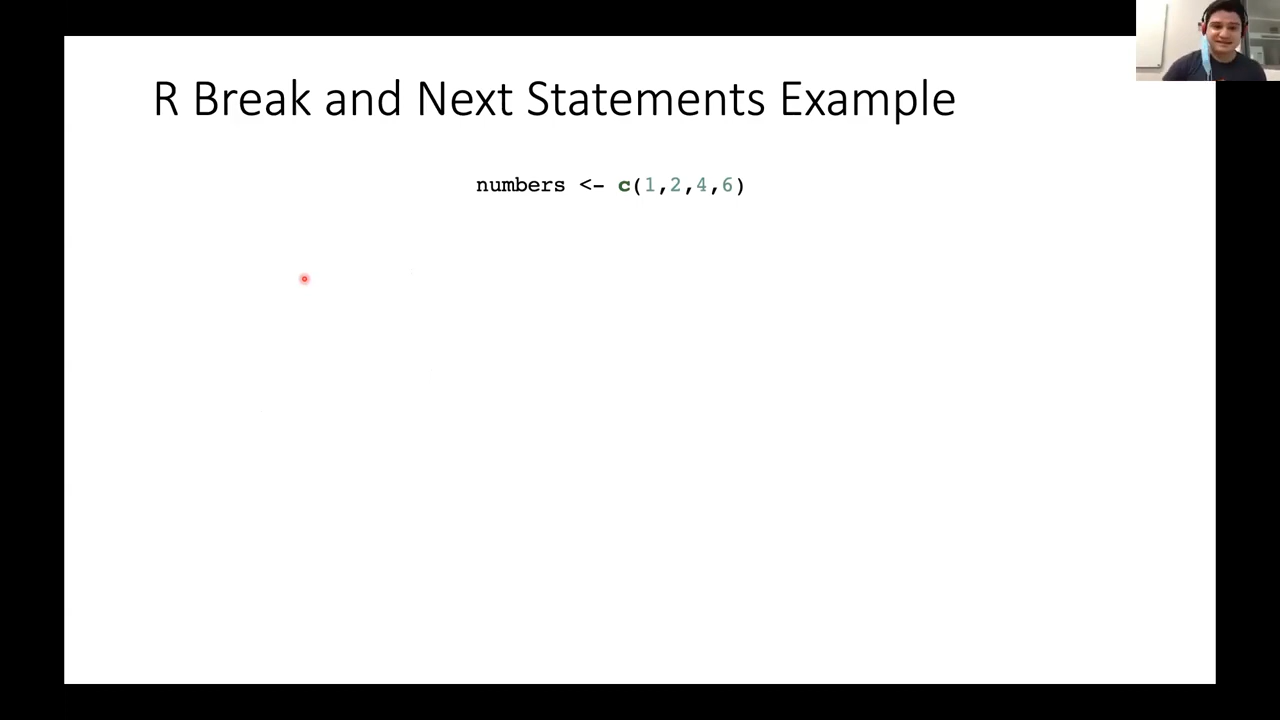 R Break and Next Statements Example
numbers <- c(1,2,4,6)